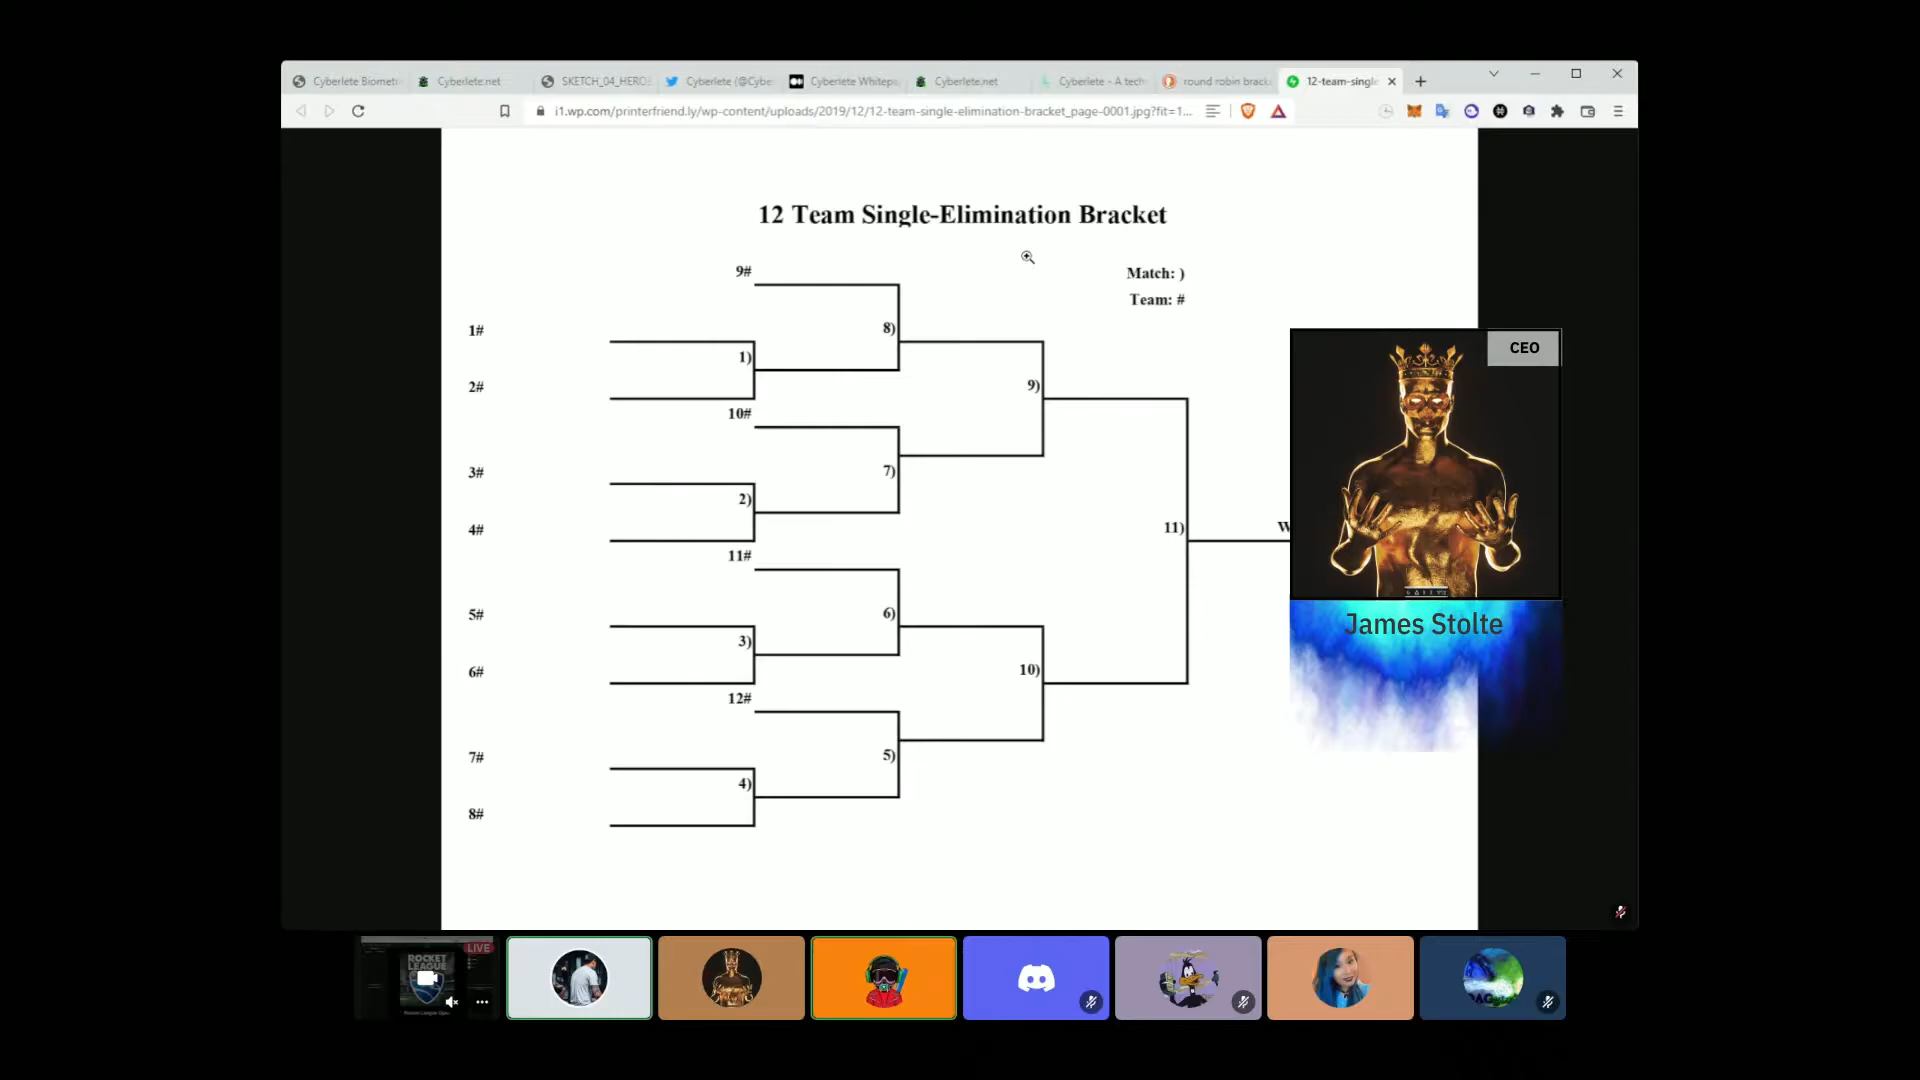 Cyberlete Biometr
Cyberlete.net
SKETCH_04_HERO
Cyberlete (@Cybe
Cyberlete Whitepa
Cyberlete.net
Cyberlete - A tech
round robin brack
12-team-single
i1.wp.com/printerfriend.ly/wp-content/uploads/2019/12/12-team-single-elimination-bracket_page-0001.jpg?fit=1...
12 Team Single-Elimination Bracket
9#
Match: )
Team: #
1#
8)
1)
2#
9)
10#
3#
7)
2)
4#
11)
W
11#
5#
6)
3)
6#
10)
12#
7#
5)
4)
8#
CEO
James Stolte
LIVE
ROCKET
LEAGUE